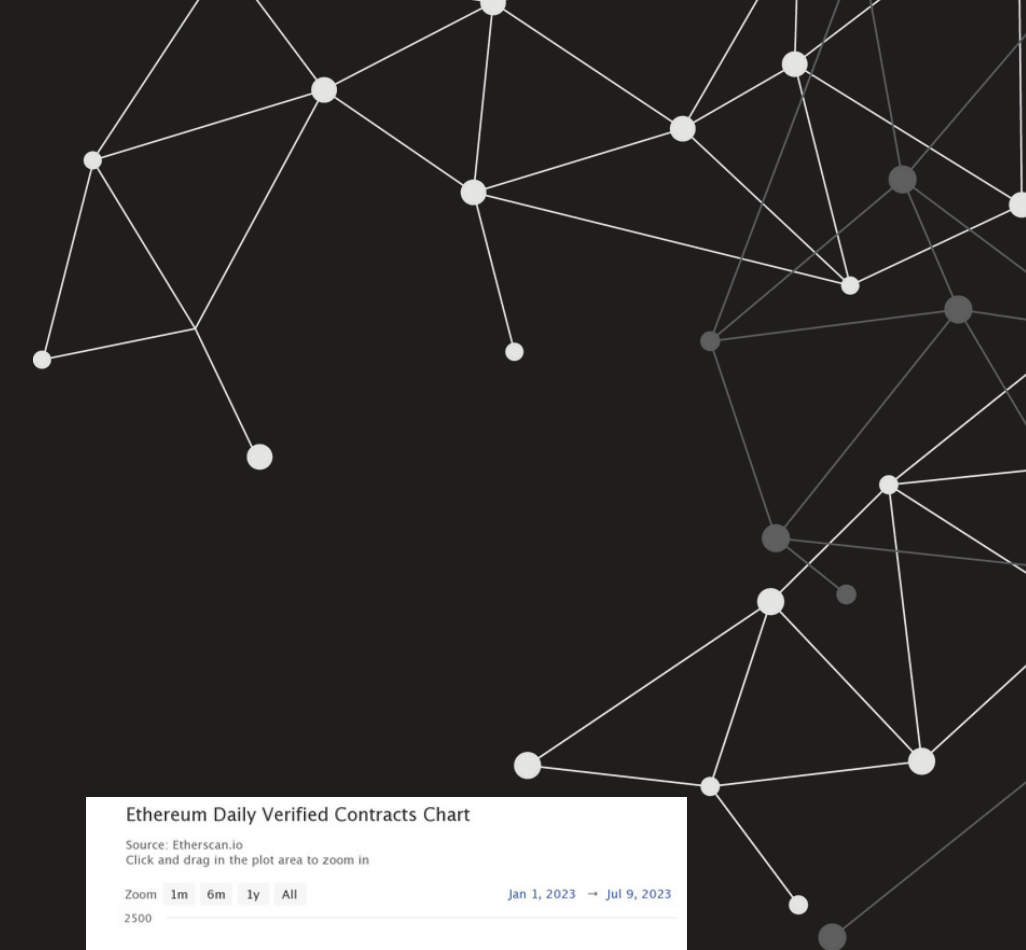 Ethereum Daily Verified Contracts Chart
Source: Etherscan.io
Click and drag in the plot area to zoom in
Zoom 1m 6m 1y All Jan 1, 2023 → Jul 9, 2023
2500